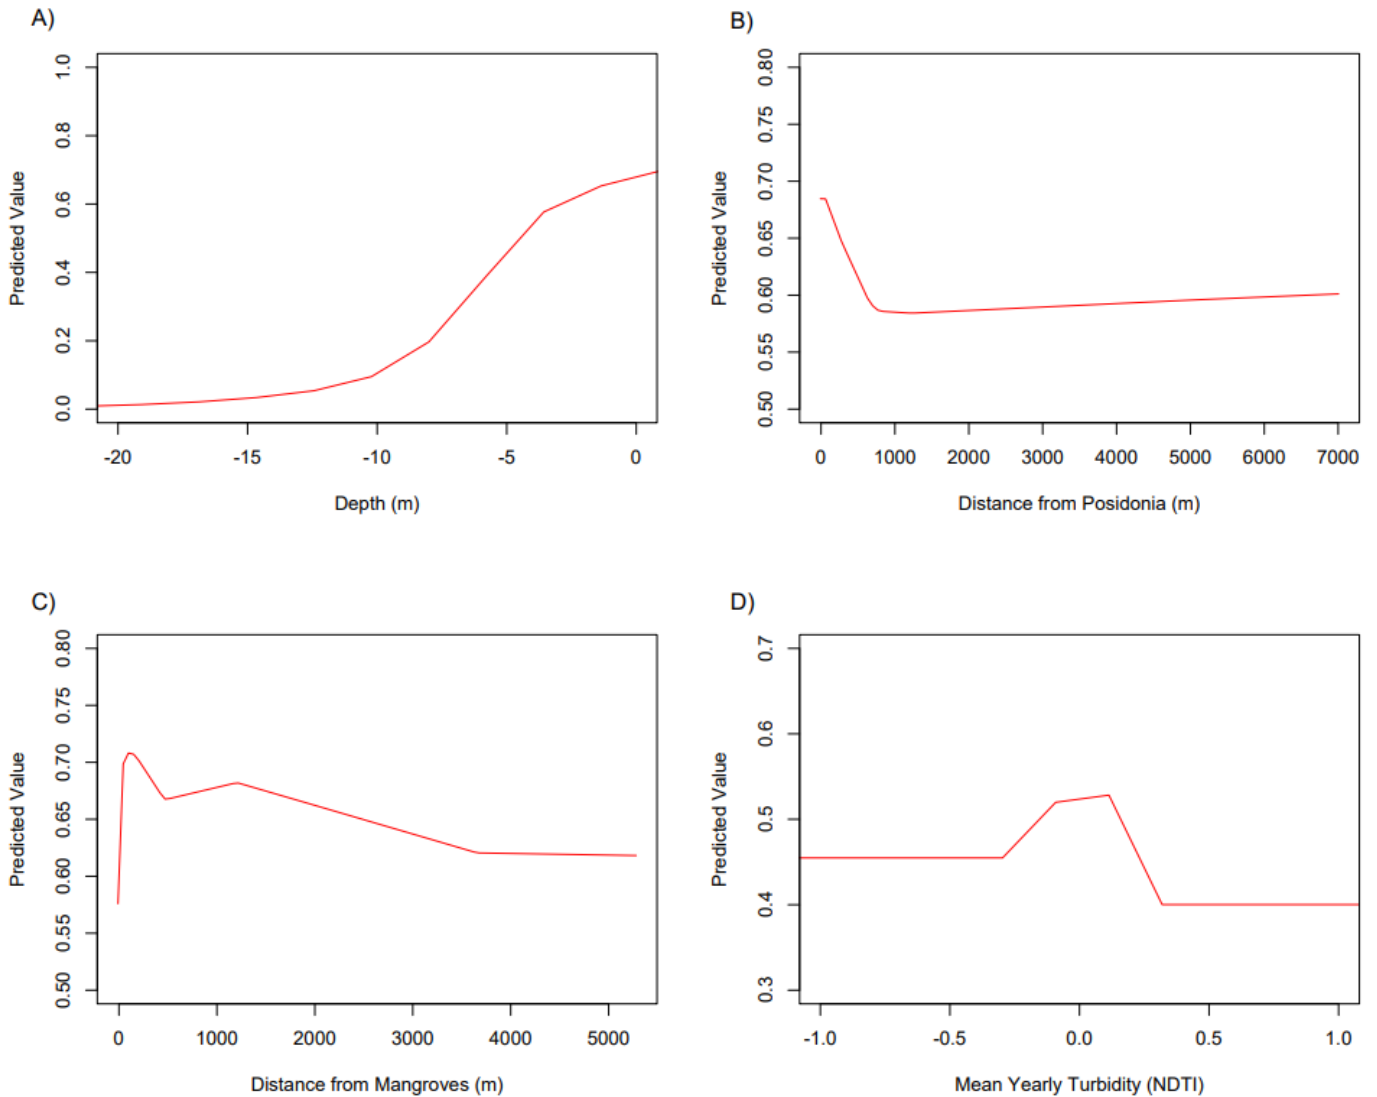 A)
1.0
0.8
0.6
0.4
0.2
0.0
Predicted Value
-20 -15 -10 -5 0
Depth (m)
B)
0.80
0.75
0.70
0.65
0.60
0.55
0.50
Predicted Value
0 1000 2000 3000 4000 5000 6000 7000
Distance from Posidonia (m)
C)
0.80
0.75
0.70
0.65
0.60
0.55
0.50
Predicted Value
0 1000 2000 3000 4000 5000
Distance from Mangroves (m)
D)
0.7
0.6
0.5
0.4
0.3
Predicted Value
-1.0 -0.5 0.0 0.5 1.0
Mean Yearly Turbidity (NDTI)